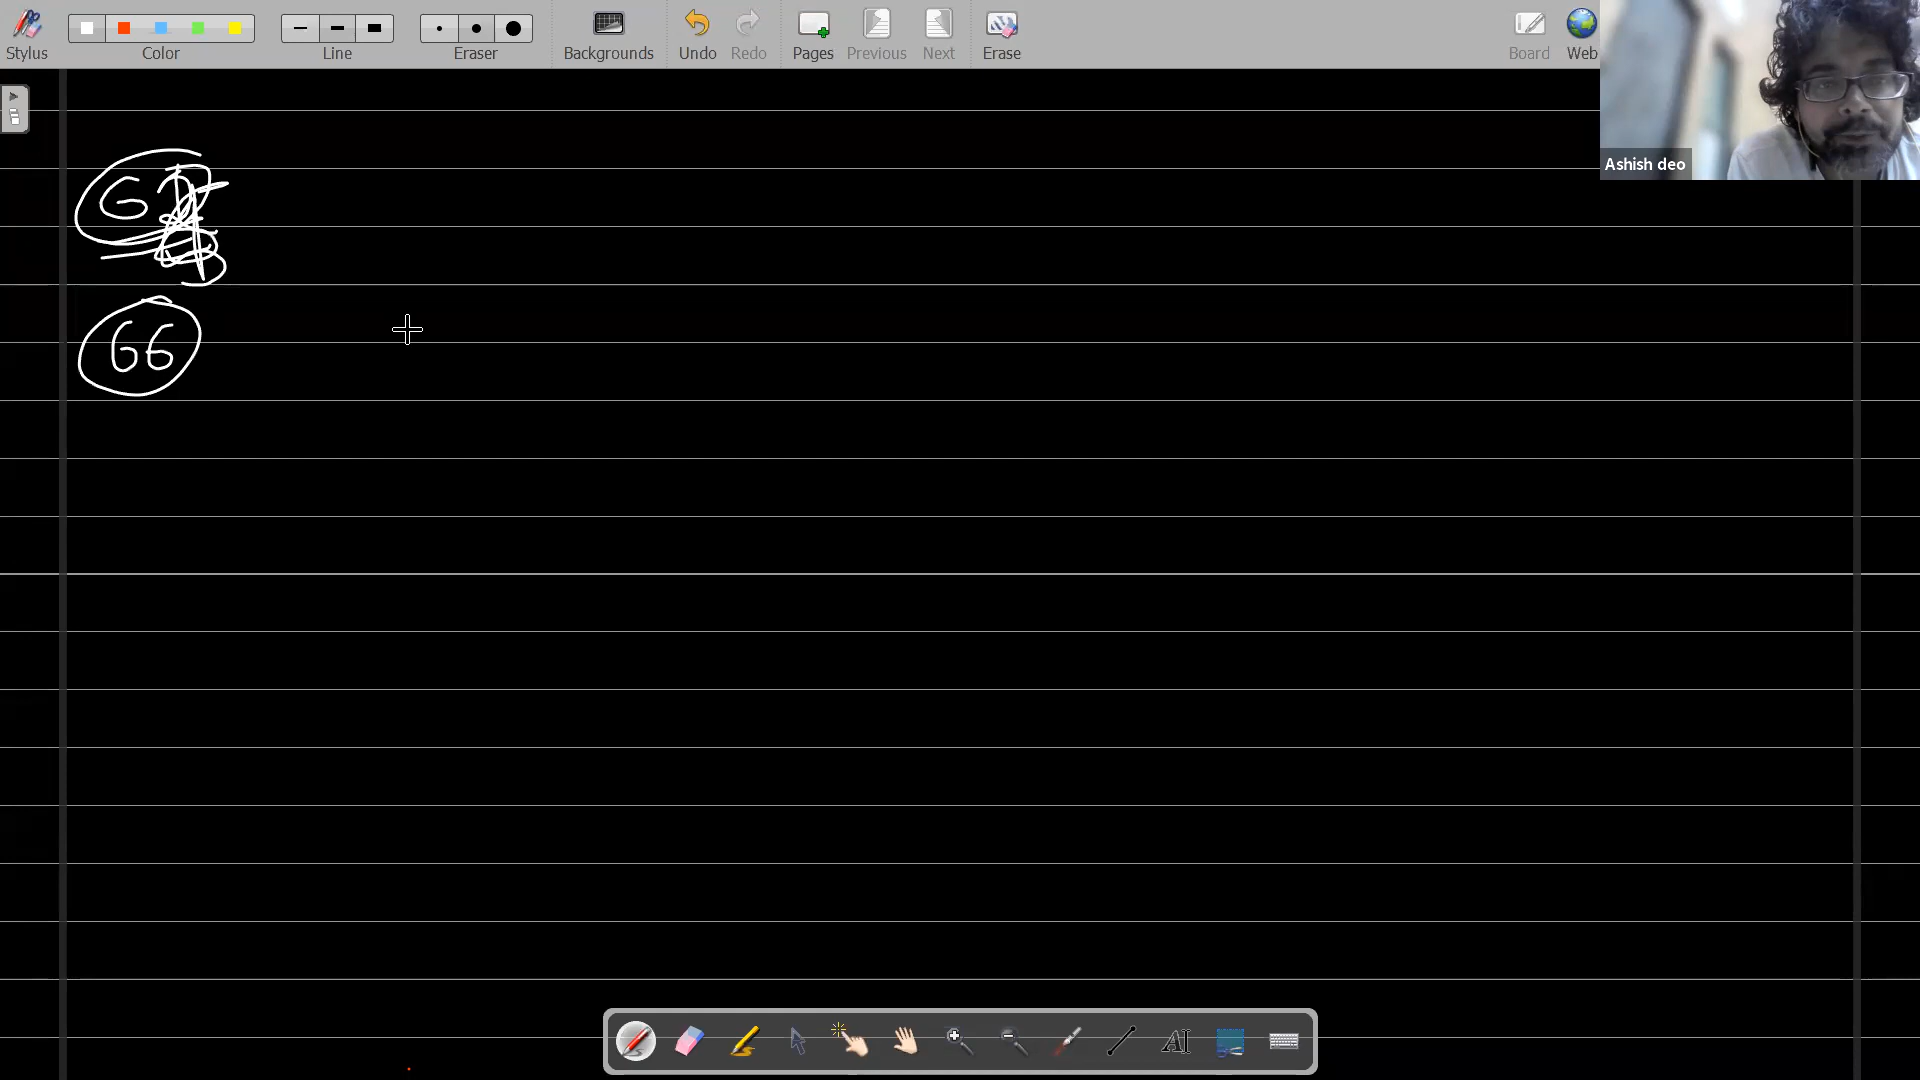 Stylus Color Line Eraser Backgrounds Undo Redo Pages Previous Next Erase Board Web
Ashish deo
66